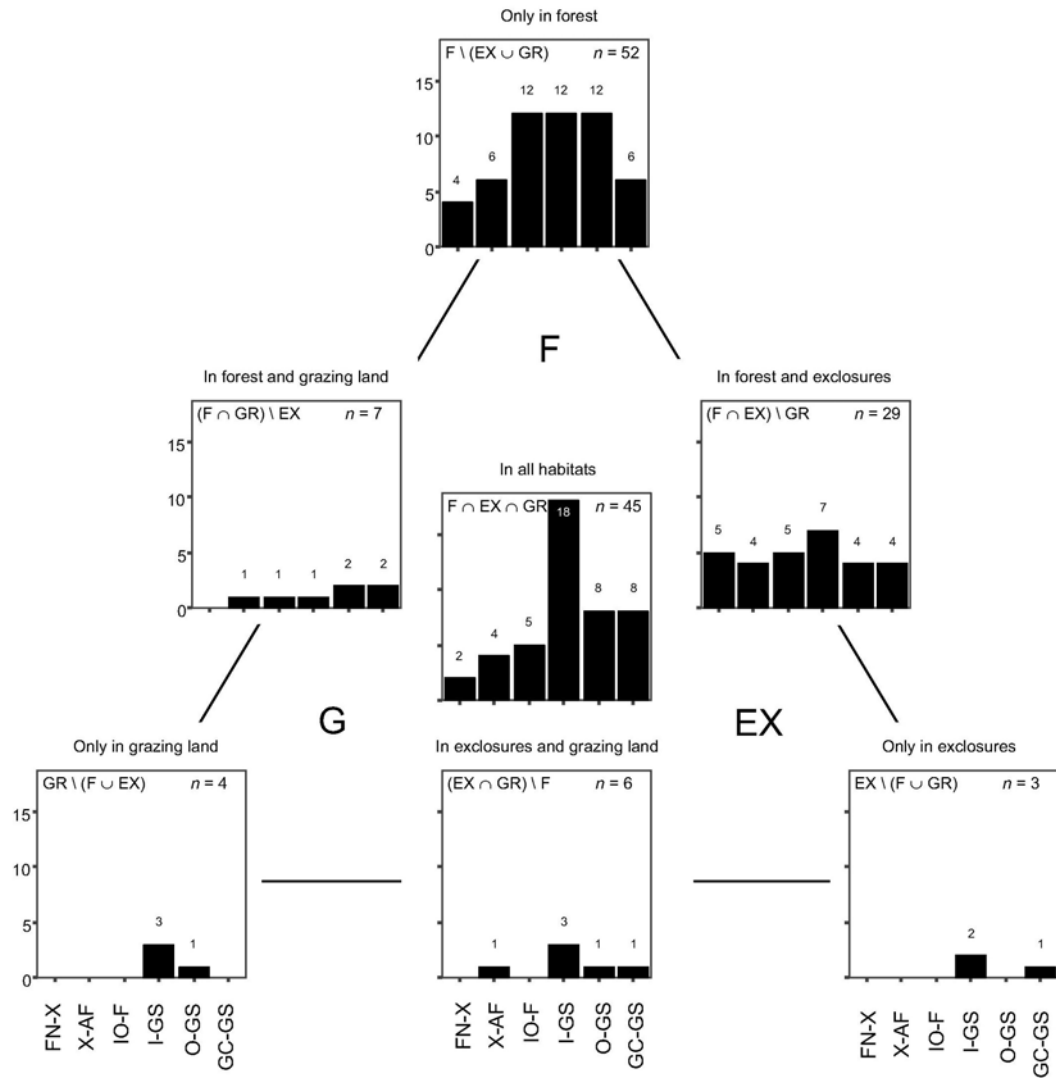 Only in forest
F \ (EX ∪ GR) n = 52
15
10
5
0
4
6
12
12
12
6
F
In forest and grazing land
(F ∩ GR) \ EX n = 7
15
10
5
0
1
1
1
2
2
In forest and exclosures
(F ∩ EX) \ GR n = 29
5
4
5
7
4
4
In all habitats
F ∩ EX ∩ GR n = 45
2
4
5
18
8
8
G
EX
Only in grazing land
GR \ (F ∪ EX) n = 4
15
10
5
0
3
1
FN-X
X-AF
IO-F
I-GS
O-GS
GC-GS
In exclosures and grazing land
(EX ∩ GR) \ F n = 6
1
3
1
1
FN-X
X-AF
IO-F
I-GS
O-GS
GC-GS
Only in exclosures
EX \ (F ∪ GR) n = 3
2
1
FN-X
X-AF
IO-F
I-GS
O-GS
GC-GS